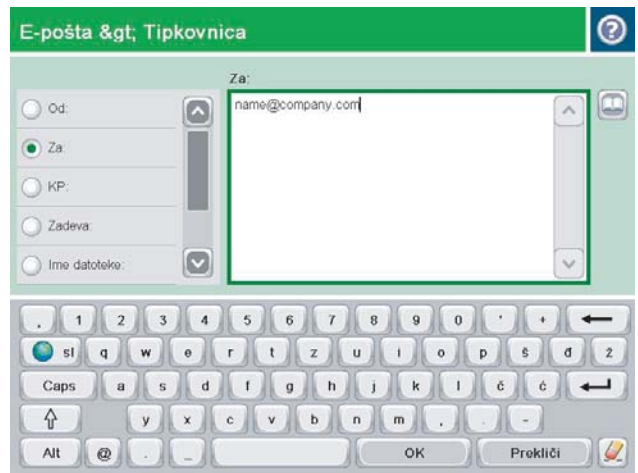 E-pošta &gt; Tipkovnica
Za:
Od:
Za:
KP:
Zadeva:
Ime datoteke:
name@company.com
. 1 2 3 4 5 6 7 8 9 0 ' +
sl q w e r t z u i o p š đ ž
Caps a s d f g h j k l č ć
y x c v b n m , . -
Alt @ . _ OK Prekliči